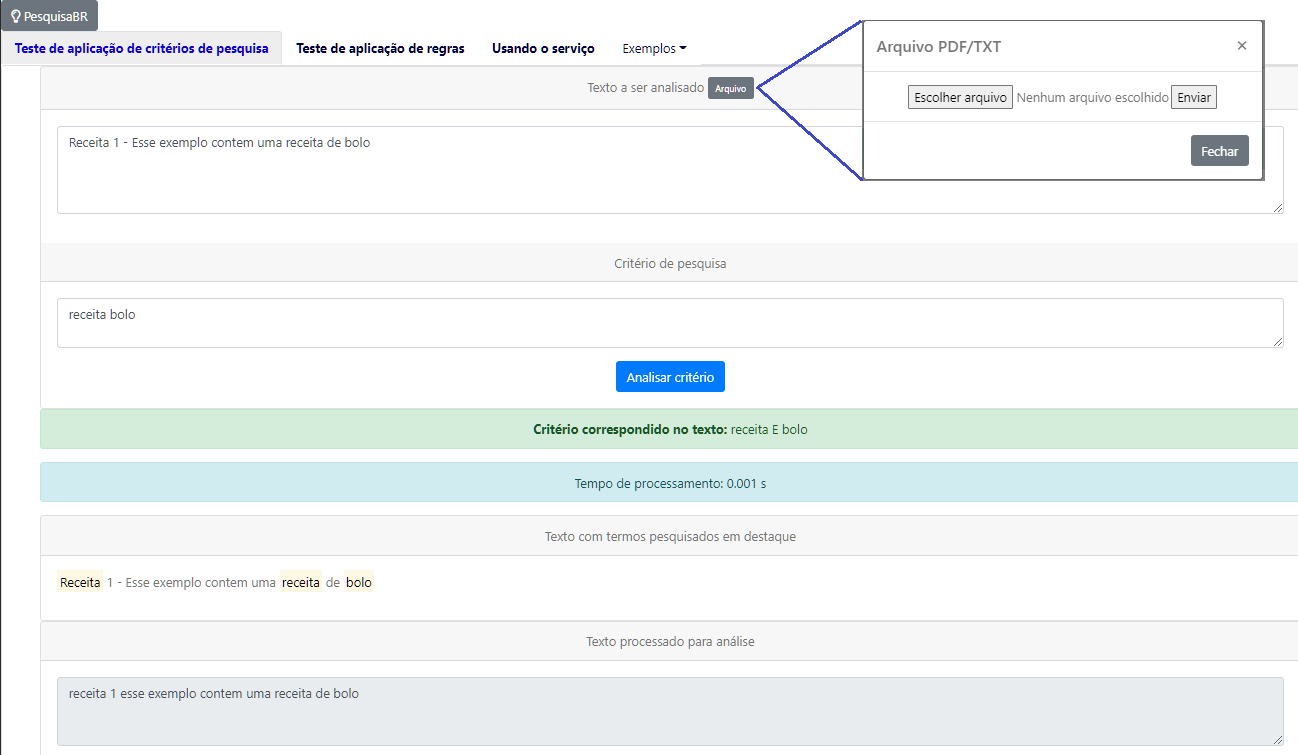 PesquisaBR
Teste de aplicação de critérios de pesquisa Teste de aplicação de regras Usando o serviço Exemplos
Texto a ser analisado Arquivo
Arquivo PDF/TXT ×
Escolher arquivo Nenhum arquivo escolhido Enviar
Fechar
Receita 1 - Esse exemplo contem uma receita de bolo
Critério de pesquisa
receita bolo
Analisar critério
Critério correspondido no texto: receita E bolo
Tempo de processamento: 0.001 s
Texto com termos pesquisados em destaque
Receita 1 - Esse exemplo contem uma receita de bolo
Texto processado para análise
receita 1 esse exemplo contem uma receita de bolo